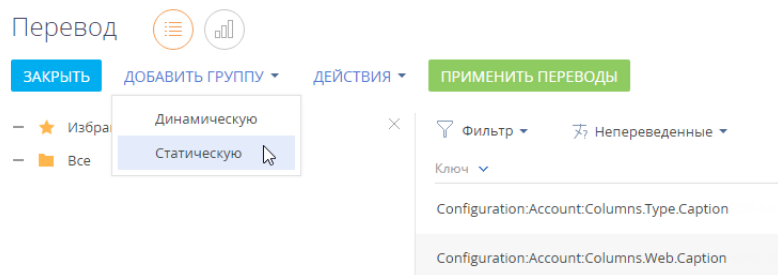 Перевод
ЗАКРЫТЬ ДОБАВИТЬ ГРУППУ ДЕЙСТВИЯ ПРИМЕНИТЬ ПЕРЕВОДЫ
Динамическую
Статическую
Избра
Все
Фильтр Непереведенные
Ключ
Configuration:Account:Columns.Type.Caption
Configuration:Account:Columns.Web.Caption